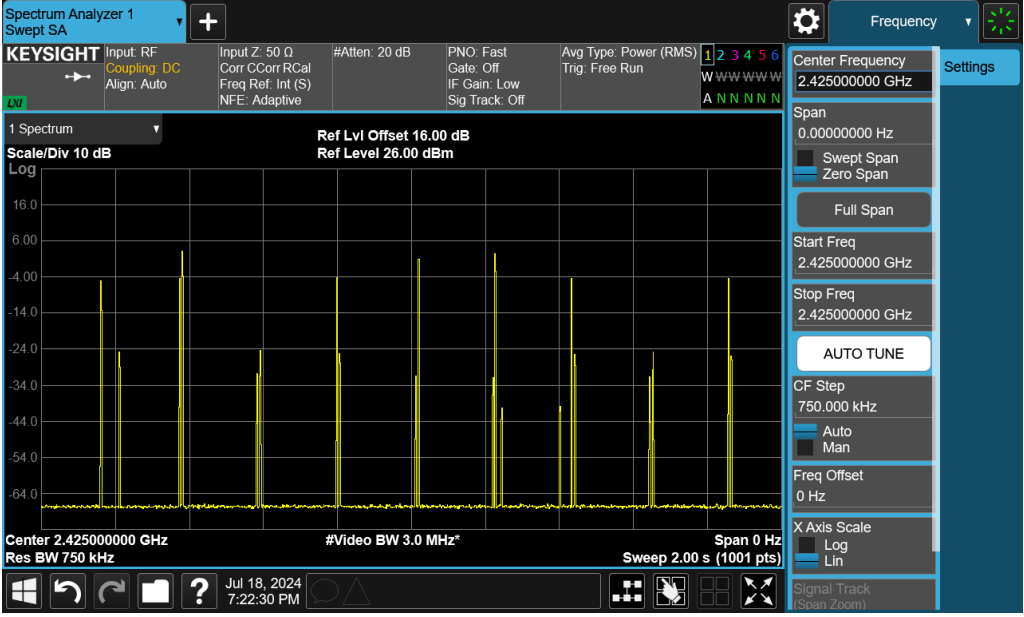 Spectrum Analyzer 1
Swept SA
Frequency
KEYSIGHT
LXI
Input: RF
Coupling: DC
Align: Auto
Input Z: 50 Ω
Corr CCorr RCal
Freq Ref: Int (S)
NFE: Adaptive
#Atten: 20 dB
PNO: Fast
Gate: Off
IF Gain: Low
Sig Track: Off
Avg Type: Power (RMS)
Trig: Free Run
1 2 3 4 5 6
W W W W W W
A N N N N N
1 Spectrum
Scale/Div 10 dB
Ref Lvl Offset 16.00 dB
Ref Level 26.00 dBm
Log
16.0
6.00
-4.00
-14.0
-24.0
-34.0
-44.0
-54.0
-64.0
Center 2.425000000 GHz
#Video BW 3.0 MHz*
Span 0 Hz
Res BW 750 kHz
Sweep 2.00 s (1001 pts)
Jul 18, 2024
7:22:30 PM
Center Frequency
2.425000000 GHz
Settings
Span
0.00000000 Hz
Swept Span
Zero Span
Full Span
Start Freq
2.425000000 GHz
Stop Freq
2.425000000 GHz
AUTO TUNE
CF Step
750.000 kHz
Auto
Man
Freq Offset
0 Hz
X Axis Scale
Log
Lin
Signal Track
(Span Zoom)